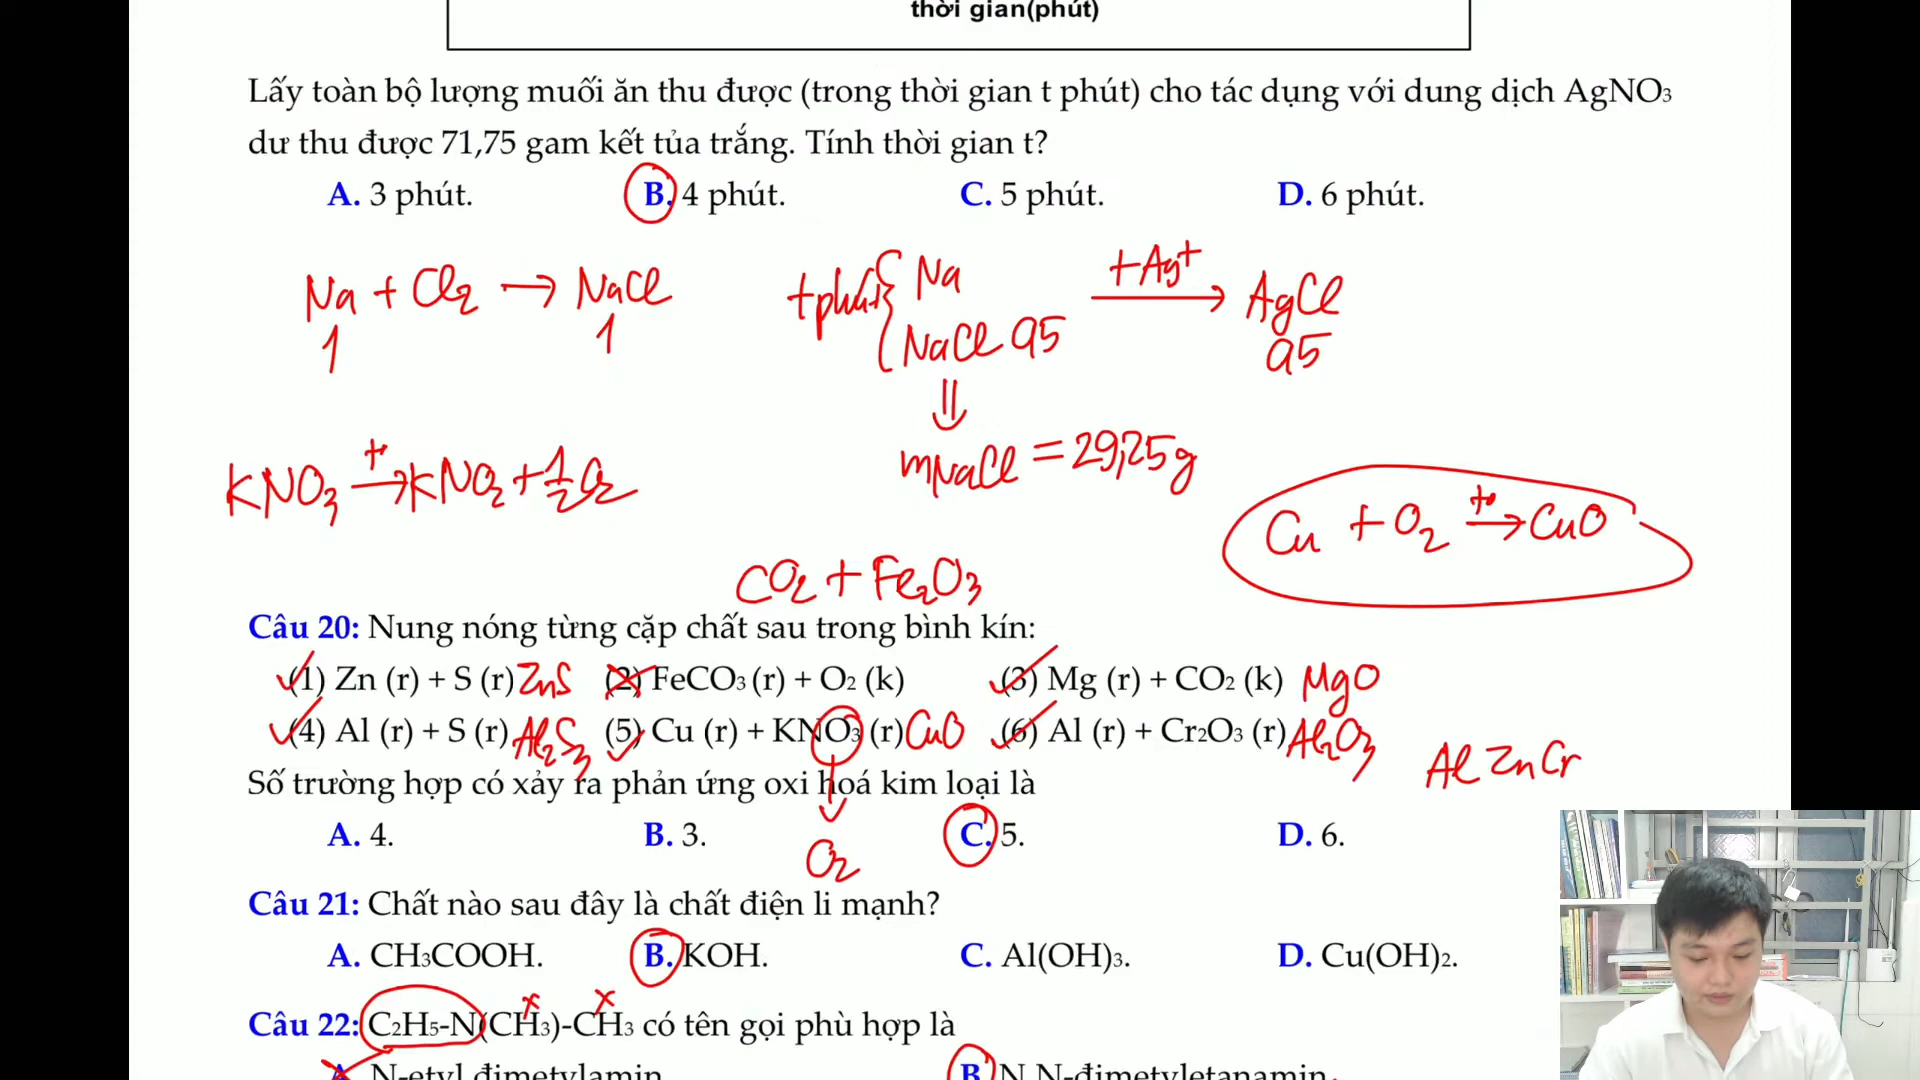 thời gian(phút)
Lấy toàn bộ lượng muối ăn thu được (trong thời gian t phút) cho tác dụng với dung dịch AgNO3
dư thu được 71,75 gam kết tủa trắng. Tính thời gian t?
A. 3 phút. B. 4 phút. C. 5 phút. D. 6 phút.
Na + Cl2 → NaCl
1 1
t phút { Na
NaCl 0,5
+Ag+ → AgCl
0,5
⇓
mNaCl = 29,25g
KNO3 →t° KNO2 + 1/2 O2
Cu + O2 →t° CuO
CO2 + Fe2O3
Câu 20: Nung nóng từng cặp chất sau trong bình kín:
(1) Zn (r) + S (r) ZnS (2) FeCO3 (r) + O2 (k) (3) Mg (r) + CO2 (k) MgO
(4) Al (r) + S (r) Al2S3 (5) Cu (r) + KNO3 (r) CuO (6) Al (r) + Cr2O3 (r) Al2O3
Al Zn Cr
Số trường hợp có xảy ra phản ứng oxi hoá kim loại là
A. 4. B. 3. C. 5. D. 6.
O2
Câu 21: Chất nào sau đây là chất điện li mạnh?
A. CH3COOH. B. KOH. C. Al(OH)3. D. Cu(OH)2.
Câu 22: C2H5-N(CH3)-CH3 có tên gọi phù hợp là
A. N-etyl đimetylamin. B. N,N-đimetyletanamin.